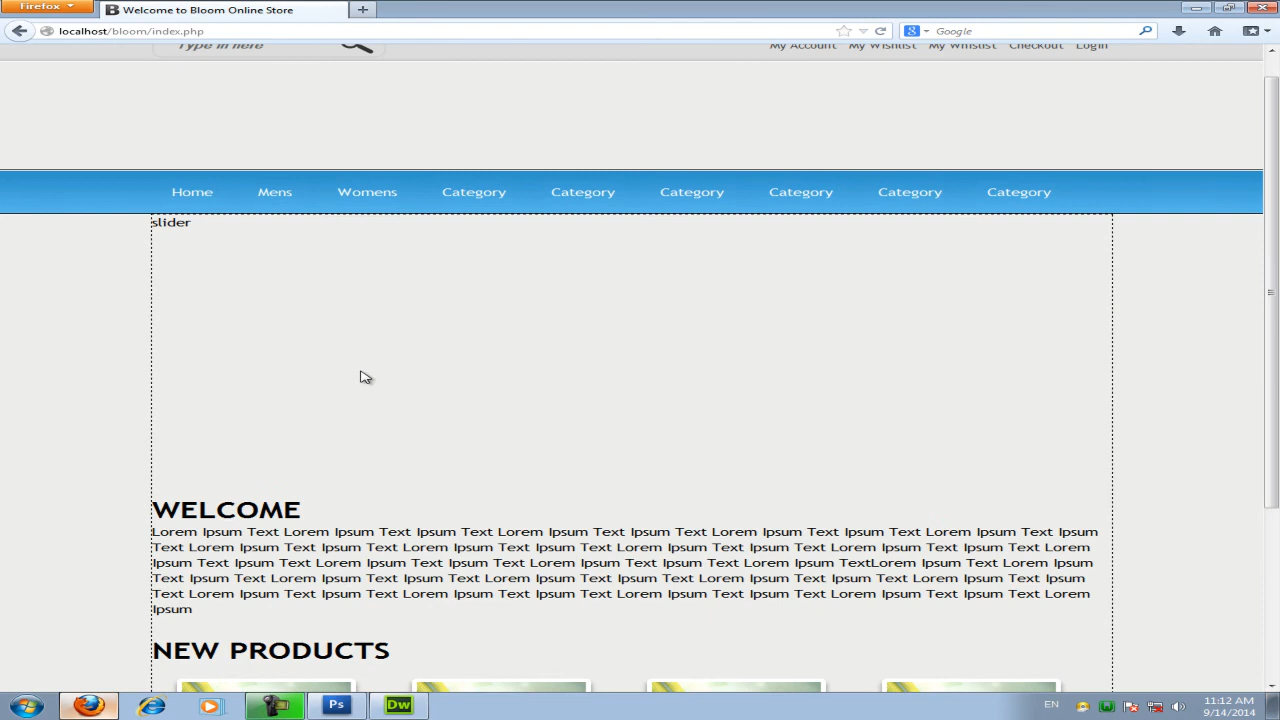 Firefox
Welcome to Bloom Online Store
localhost/bloom/index.php
Google
Type in here
My Account My Wishlist My Whislist Checkout Login
Home Mens Womens Category Category Category Category Category Category
slider
WELCOME
Lorem Ipsum Text Lorem Ipsum Text Ipsum Text Lorem Ipsum Text Ipsum Text Lorem Ipsum Text Ipsum Text Lorem Ipsum Text Ipsum
Text Lorem Ipsum Text Ipsum Text Lorem Ipsum Text Ipsum Text Lorem Ipsum Text Ipsum Text Lorem Ipsum Text Ipsum Text Lorem
Ipsum Text Ipsum Text Lorem Ipsum Text Ipsum Text Lorem Ipsum Text Ipsum Text Lorem Ipsum TextLorem Ipsum Text Lorem Ipsum
Text Ipsum Text Lorem Ipsum Text Ipsum Text Lorem Ipsum Text Ipsum Text Lorem Ipsum Text Ipsum Text Lorem Ipsum Text Ipsum
Text Lorem Ipsum Text Ipsum Text Lorem Ipsum Text Ipsum Text Lorem Ipsum Text Ipsum Text Lorem Ipsum Text Ipsum Text Lorem
Ipsum
NEW PRODUCTS
Ps
Dw
EN
11:12 AM
9/14/2014